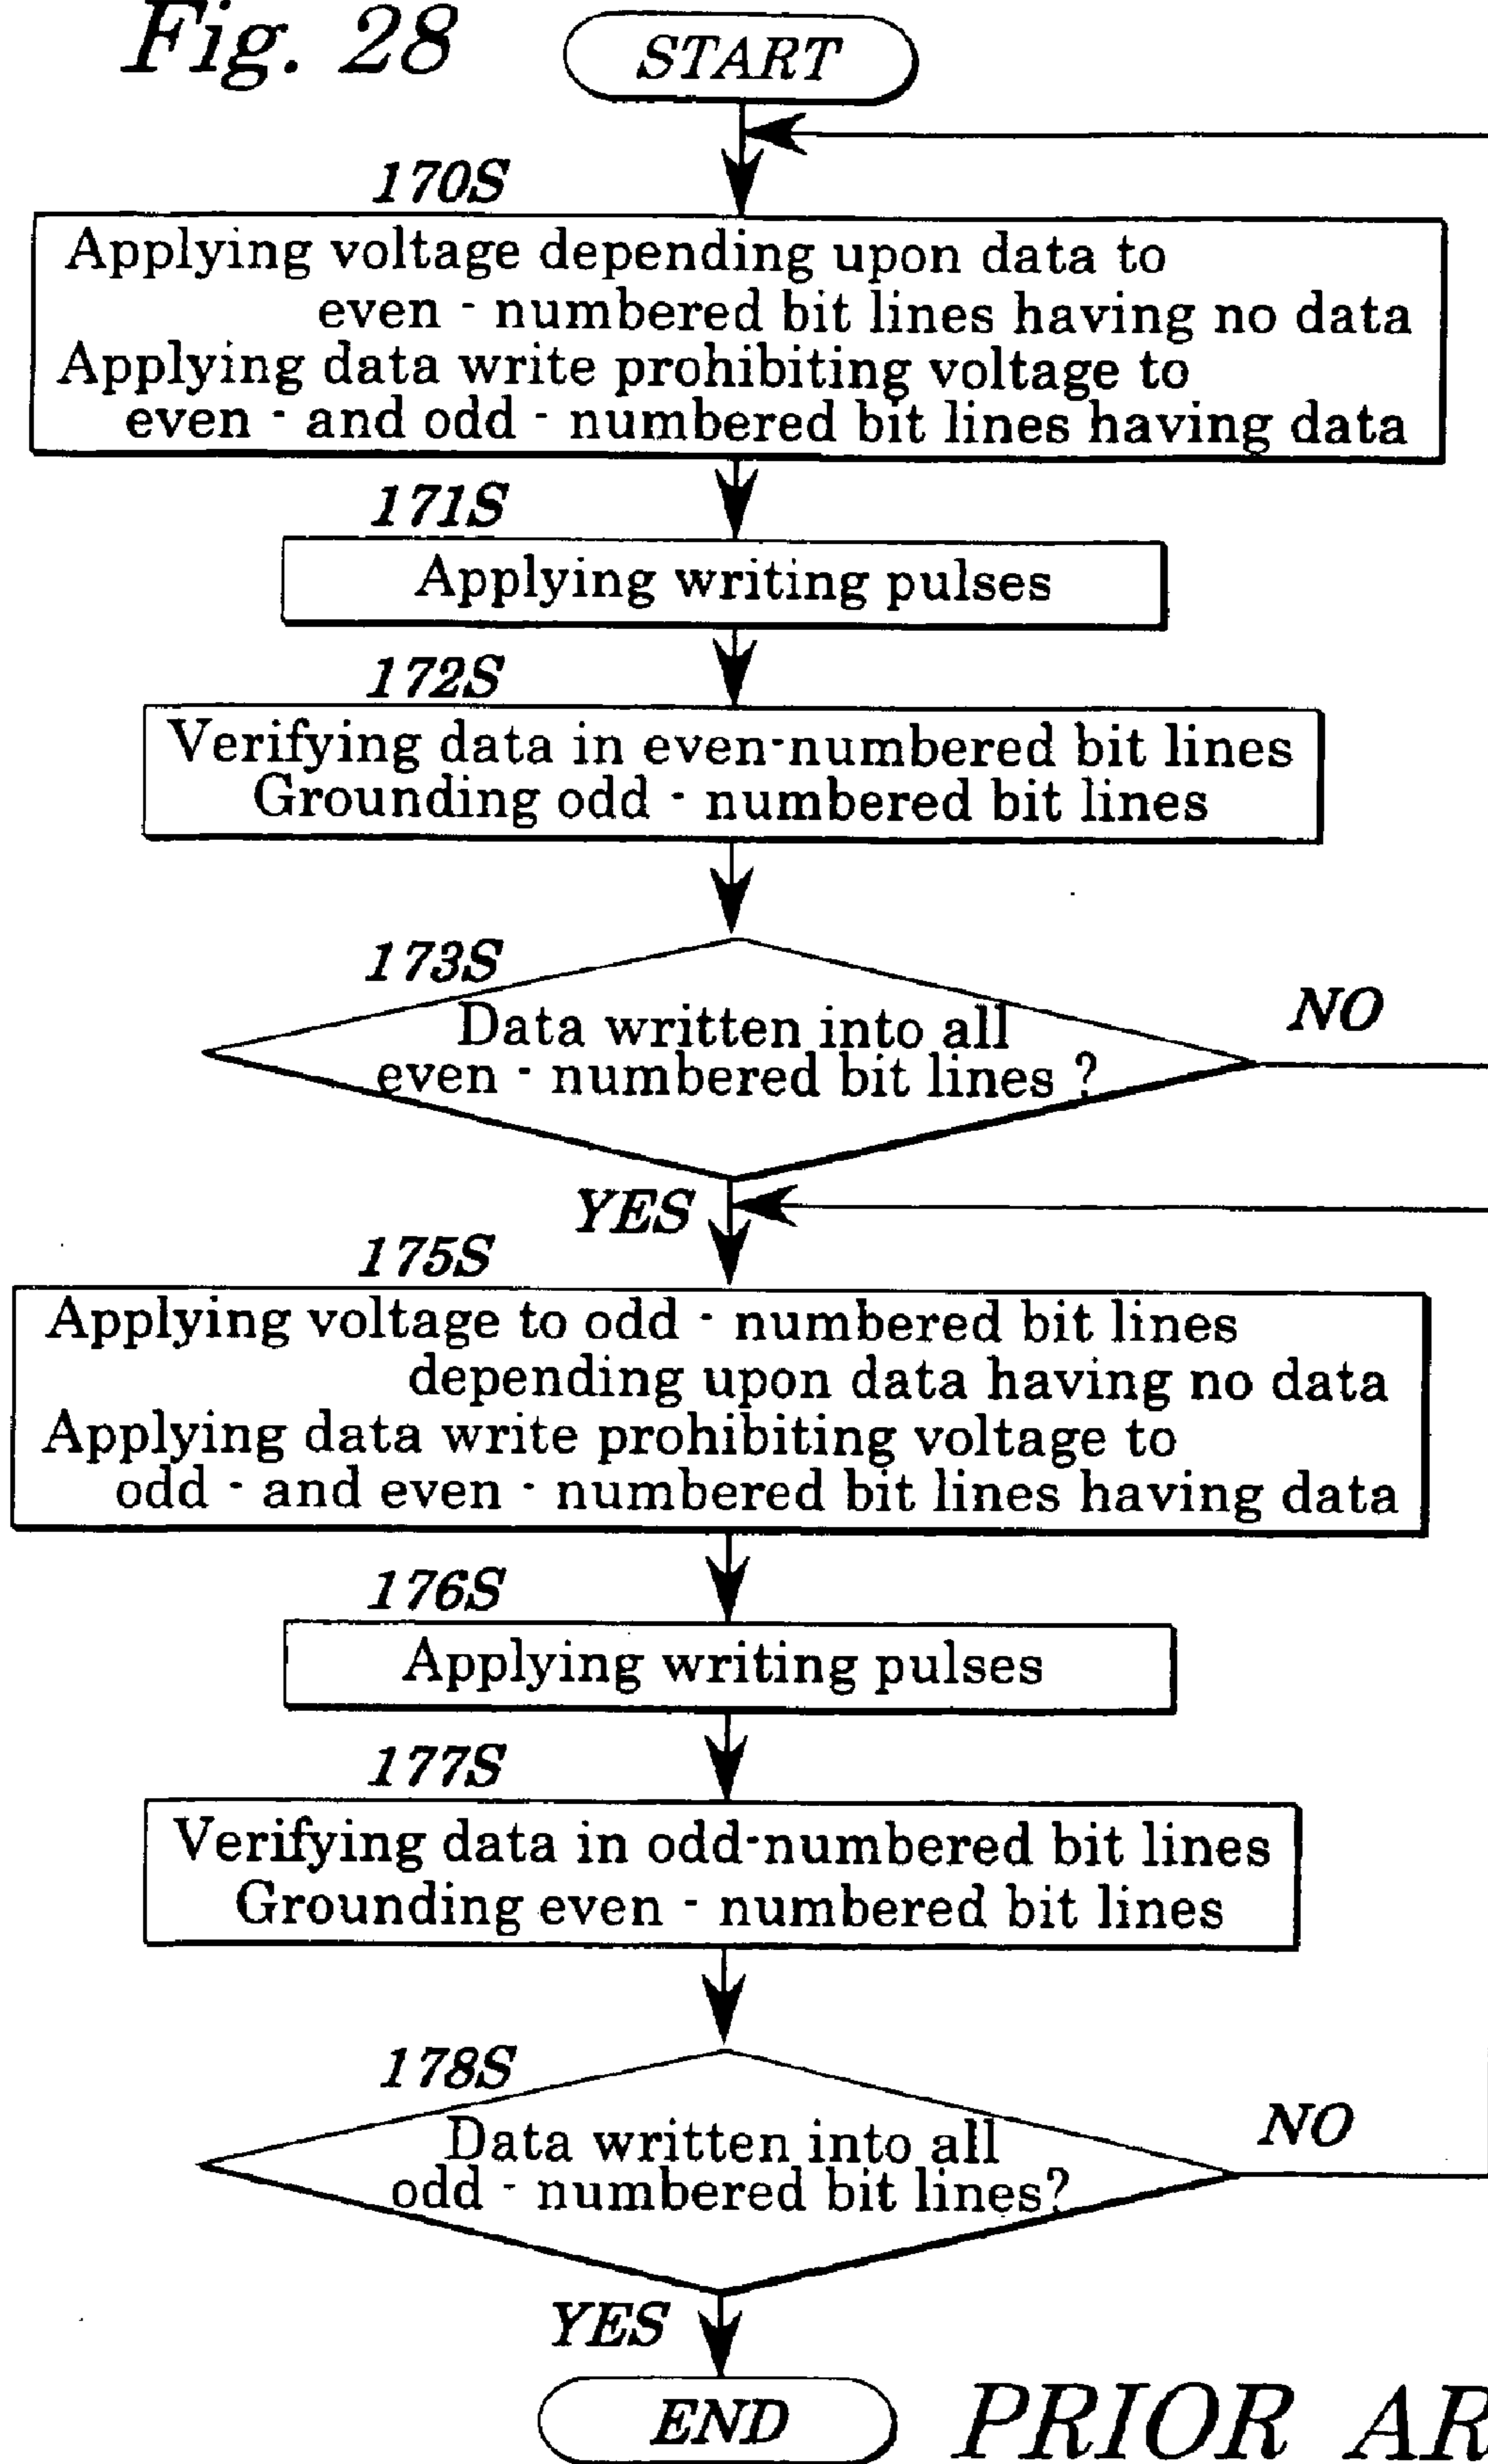 Fig. 28
START
170S
Applying voltage depending upon data to
even - numbered bit lines having no data
Applying data write prohibiting voltage to
even - and odd - numbered bit lines having data
171S
Applying writing pulses
172S
Verifying data in even-numbered bit lines
Grounding odd - numbered bit lines
173S
Data written into all
even - numbered bit lines ?
NO
YES
175S
Applying voltage to odd - numbered bit lines
depending upon data having no data
Applying data write prohibiting voltage to
odd - and even - numbered bit lines having data
176S
Applying writing pulses
177S
Verifying data in odd-numbered bit lines
Grounding even - numbered bit lines
178S
Data written into all
odd - numbered bit lines?
NO
YES
END
PRIOR AR